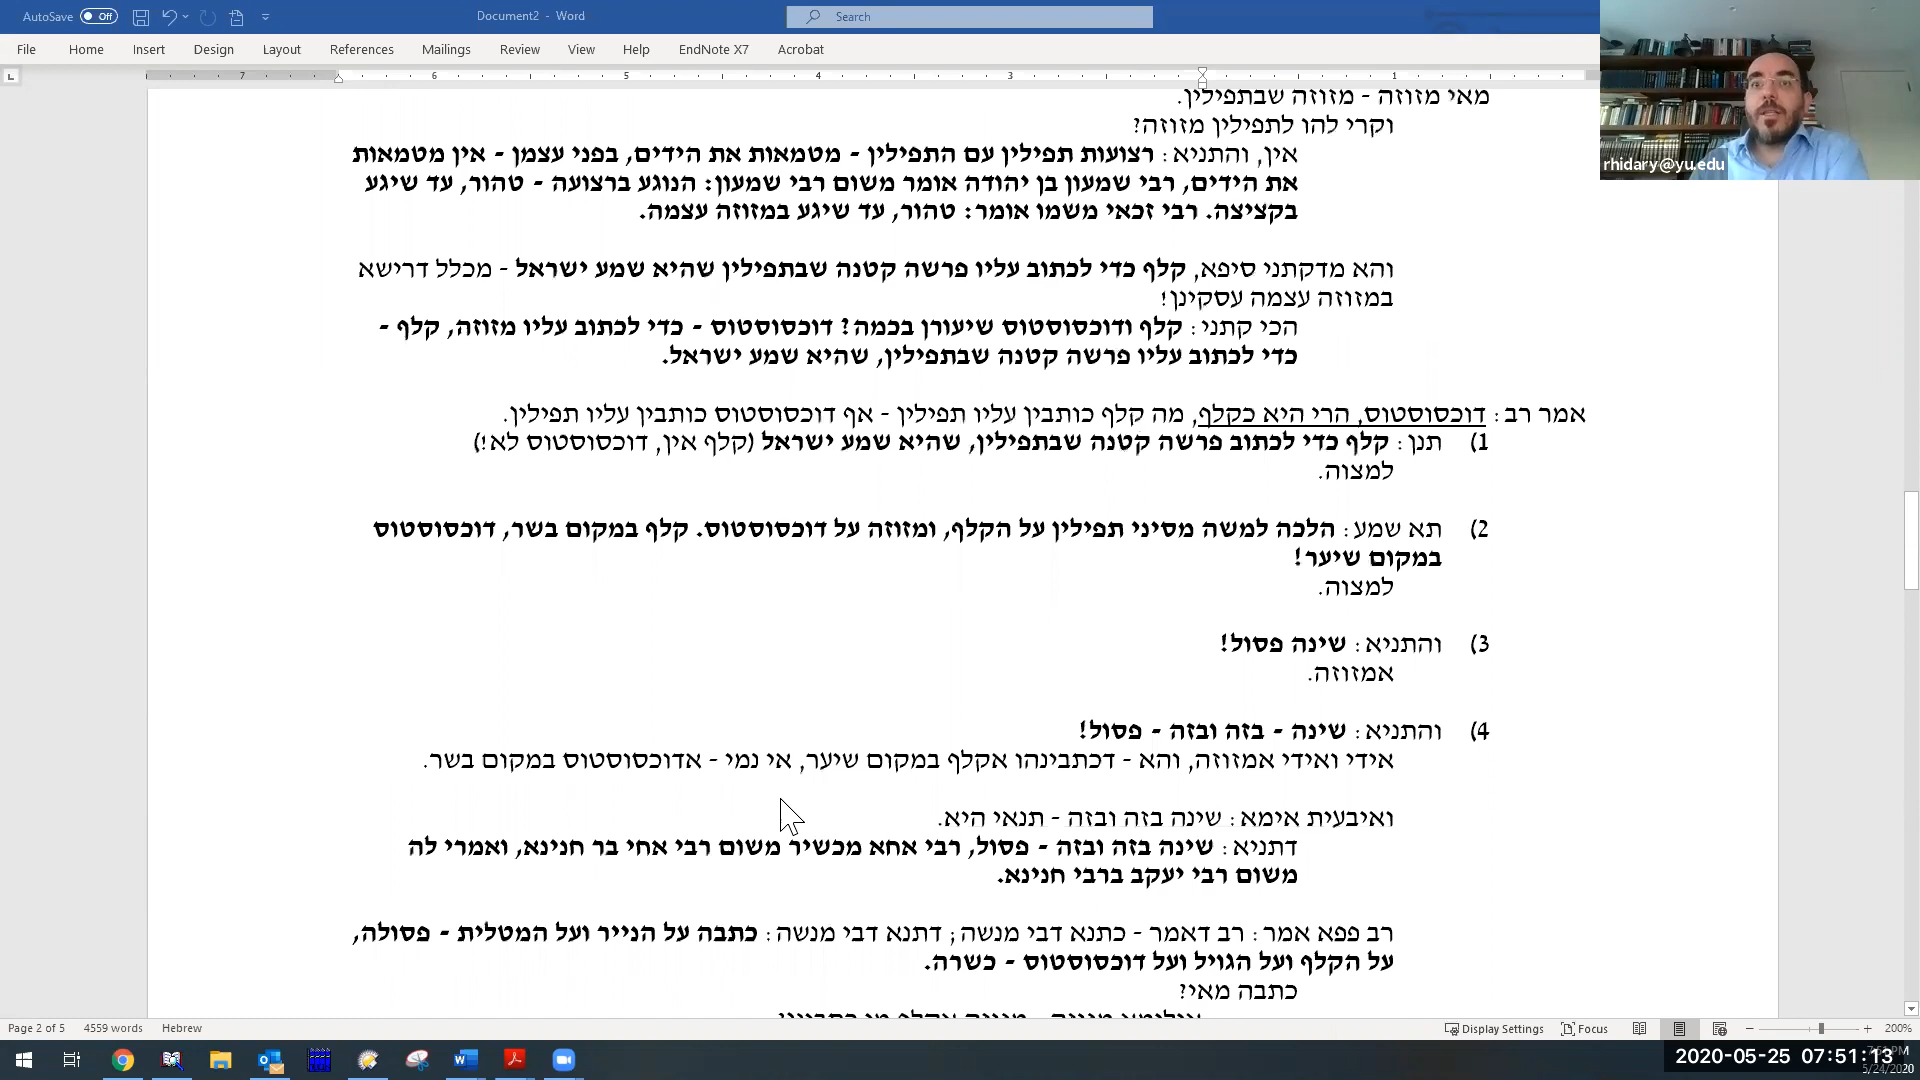 AutoSave Off
Document2 - Word
Search
File Home Insert Design Layout References Mailings Review View Help EndNote X7 Acrobat
7 6 5 4 3 1
rhidary@yu.edu
מאי מזוזה - מזוזה שבתפילין.
וקרי להו לתפילין מזוזה?
אין, והתניא: רצועות תפילין עם התפילין - מטמאות את הידים, בפני עצמן - אין מטמאות
את הידים, רבי שמעון בן יהודה אומר משום רבי שמעון: הנוגע ברצועה - טהור, עד שיגע
בקציצה. רבי זכאי משמו אומר: טהור, עד שיגע במזוזה עצמה.
והא מדקתני סיפא, קלף כדי לכתוב עליו פרשה קטנה שבתפילין שהיא שמע ישראל - מכלל דרישא
במזוזה עצמה עסקינן!
הכי קתני: קלף ודוכסוסטוס שיעורן בכמה? דוכסוסטוס - כדי לכתוב עליו מזוזה, קלף -
כדי לכתוב עליו פרשה קטנה שבתפילין, שהיא שמע ישראל.
אמר רב: דוכסוסטוס, הרי היא כקלף, מה קלף כותבין עליו תפילין - אף דוכסוסטוס כותבין עליו תפילין.
1) תנן: קלף כדי לכתוב פרשה קטנה שבתפילין, שהיא שמע ישראל (קלף אין, דוכסוסטוס לא!)
למצוה.
2) תא שמע: הלכה למשה מסיני תפילין על הקלף, ומזוזה על דוכסוסטוס. קלף במקום בשר, דוכסוסטוס
במקום שיער!
למצוה.
3) והתניא: שינה פסול!
אמזוזה.
4) והתניא: שינה - בזה ובזה - פסול!
אידי ואידי אמזוזה, והא - דכתבינהו אקלף במקום שיער, אי נמי - אדוכסוסטוס במקום בשר.
ואיבעית אימא: שינה בזה ובזה - תנאי היא.
דתניא: שינה בזה ובזה - פסול, רבי אחא מכשיר משום רבי אחי בר חנינא, ואמרי לה
משום רבי יעקב ברבי חנינא.
רב פפא אמר: רב דאמר - כתנא דבי מנשה; דתנא דבי מנשה: כתבה על הנייר ועל המטלית - פסולה,
על הקלף ועל הגויל ועל דוכסוסטוס - כשרה.
כתבה מאי?
Page 2 of 5 4559 words Hebrew
Display Settings Focus 200%
2020-05-25 07:51:13